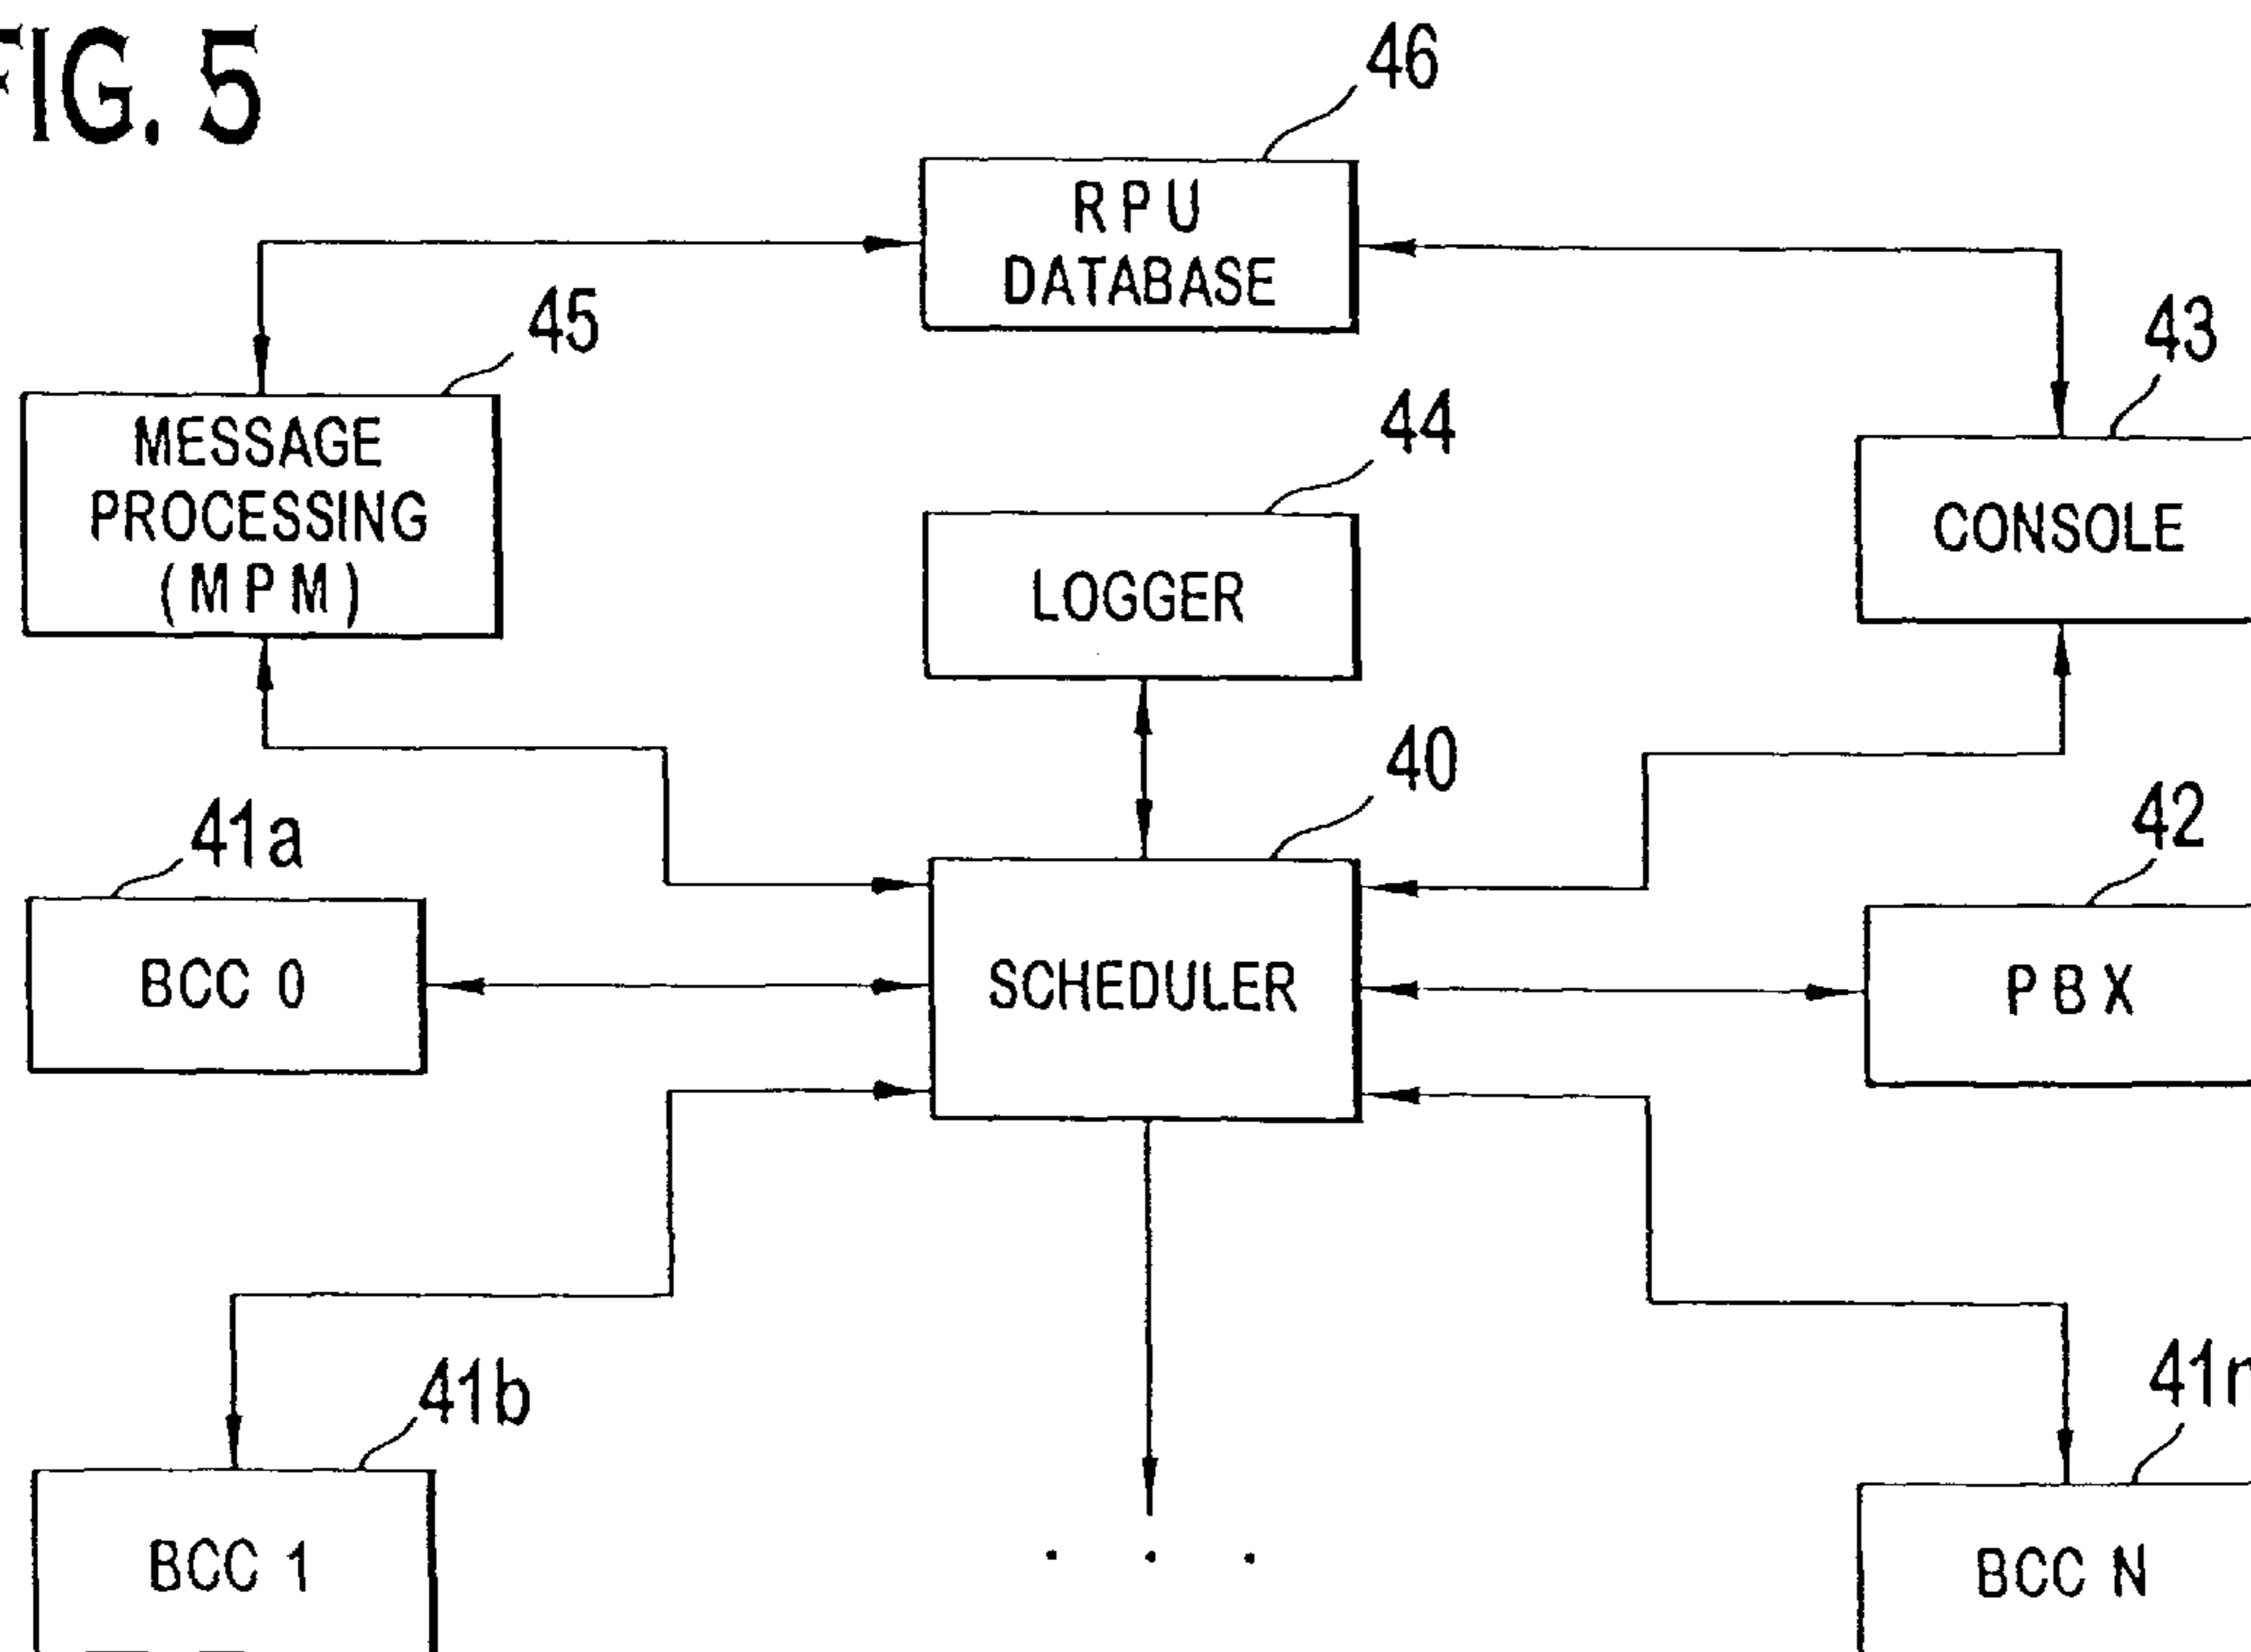 FIG. 5
46
RPU
DATABASE
45
43
MESSAGE
PROCESSING
(MPM)
44
CONSOLE
LOGGER
40
41a
42
BCC 0
SCHEDULER
PBX
41b
41n
BCC 1
. . .
BCC N